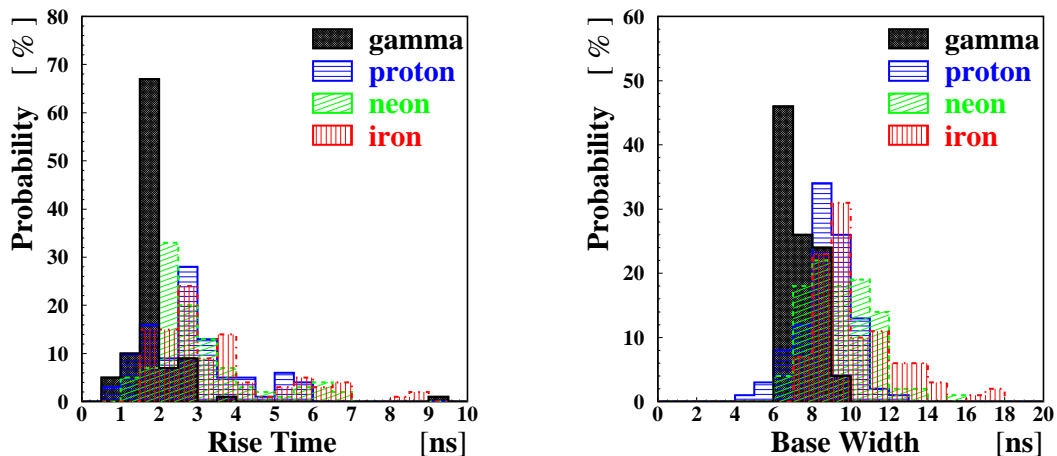 Probability [ % ]
80
70
60
50
40
30
20
10
0
gamma
proton
neon
iron
0 1 2 3 4 5 6 7 8 9 10
Rise Time [ns]
Probability [ % ]
60
50
40
30
20
10
0
gamma
proton
neon
iron
0 2 4 6 8 10 12 14 16 18 20
Base Width [ns]